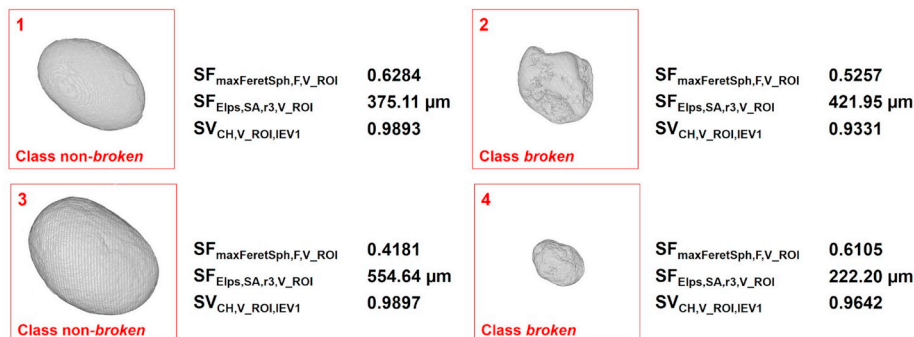 1
SFmaxFeretSph,F,V_ROI 0.6284
SFElps,SA,r3,V_ROI 375.11 µm
SVCH,V_ROI,IEV1 0.9893
Class non-broken
2
SFmaxFeretSph,F,V_ROI 0.5257
SFElps,SA,r3,V_ROI 421.95 µm
SVCH,V_ROI,IEV1 0.9331
Class broken
3
SFmaxFeretSph,F,V_ROI 0.4181
SFElps,SA,r3,V_ROI 554.64 µm
SVCH,V_ROI,IEV1 0.9897
Class non-broken
4
SFmaxFeretSph,F,V_ROI 0.6105
SFElps,SA,r3,V_ROI 222.20 µm
SVCH,V_ROI,IEV1 0.9642
Class broken